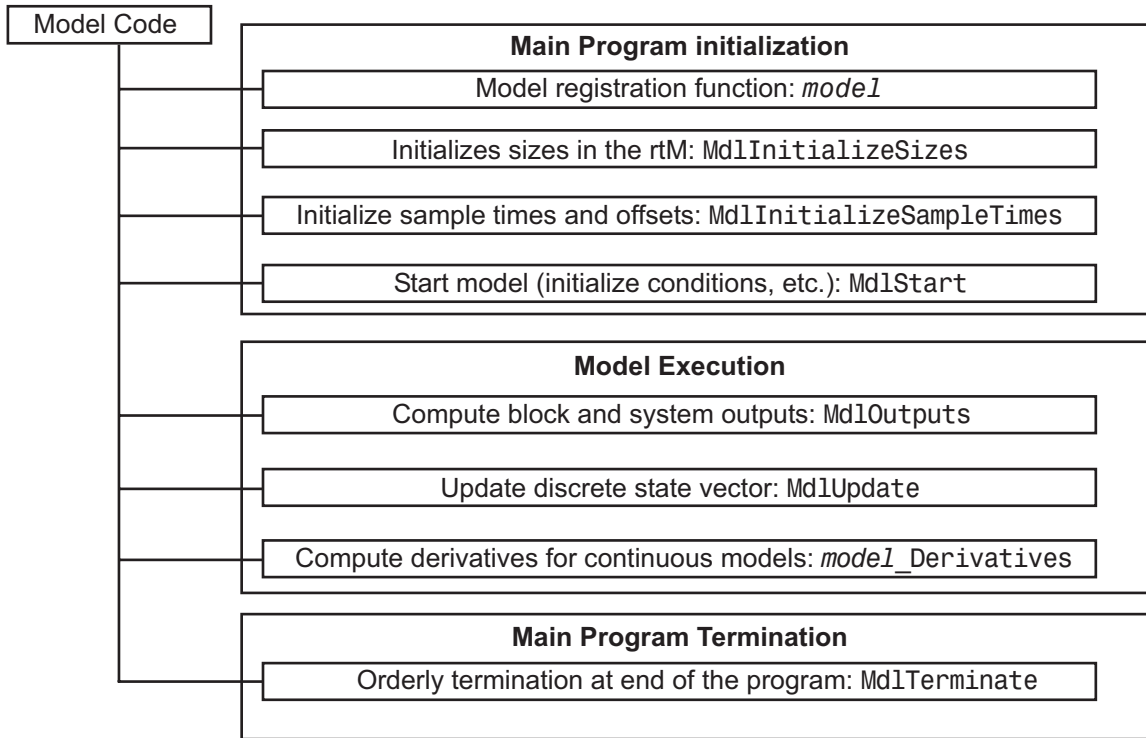 Model Code
Main Program initialization
Model registration function: model
Initializes sizes in the rtM: MdlInitializeSizes
Initialize sample times and offsets: MdlInitializeSampleTimes
Start model (initialize conditions, etc.): MdlStart
Model Execution
Compute block and system outputs: MdlOutputs
Update discrete state vector: MdlUpdate
Compute derivatives for continuous models: model_Derivatives
Main Program Termination
Orderly termination at end of the program: MdlTerminate